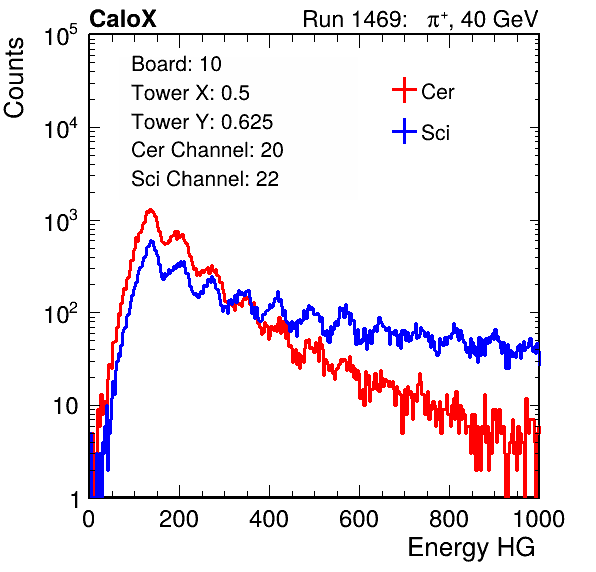 CaloX Run 1469: π⁺, 40 GeV
Counts
Board: 10
Tower X: 0.5
Tower Y: 0.625
Cer Channel: 20
Sci Channel: 22
Cer
Sci
10⁵
10⁴
10³
10²
10
1
0 200 400 600 800 1000
Energy HG